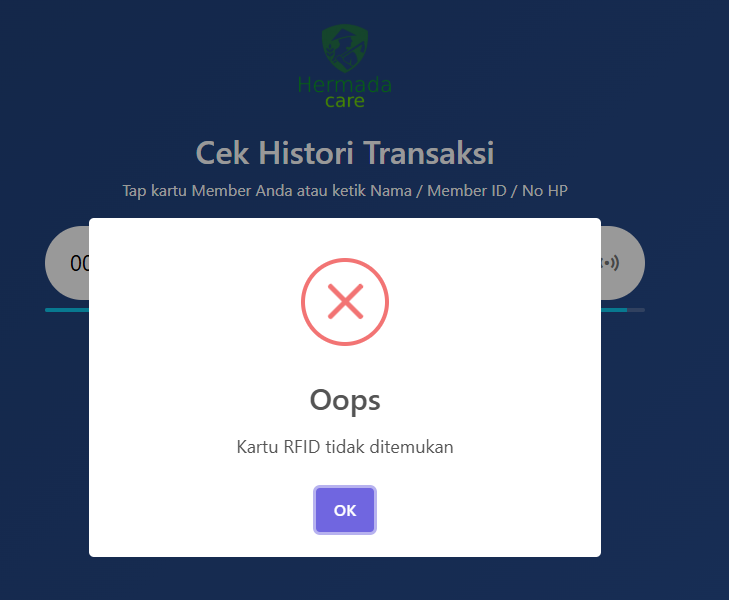 Hermada
care
Cek Histori Transaksi
Tap kartu Member Anda atau ketik Nama / Member ID / No HP
00
Oops
Kartu RFID tidak ditemukan
OK